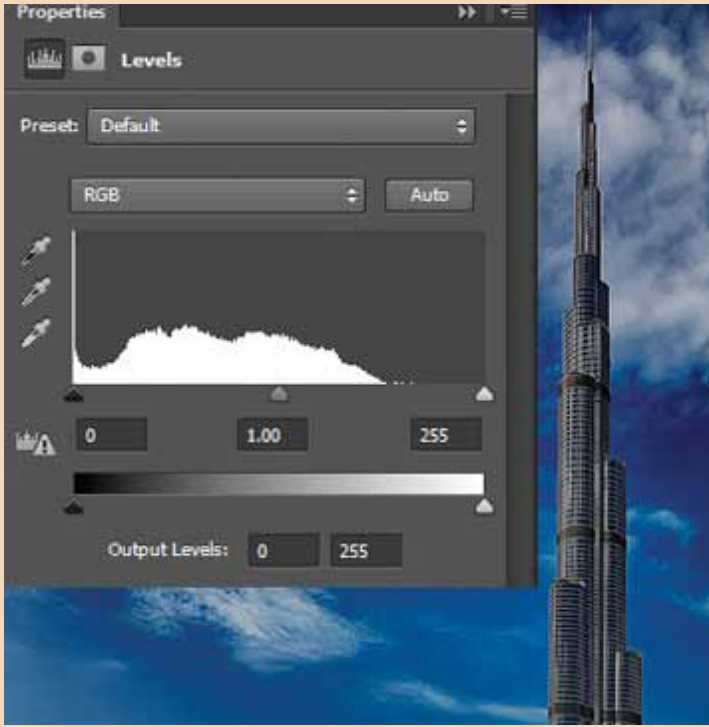 Properties
Levels
Preset: Default
RGB Auto
0 1.00 255
Output Levels: 0 255